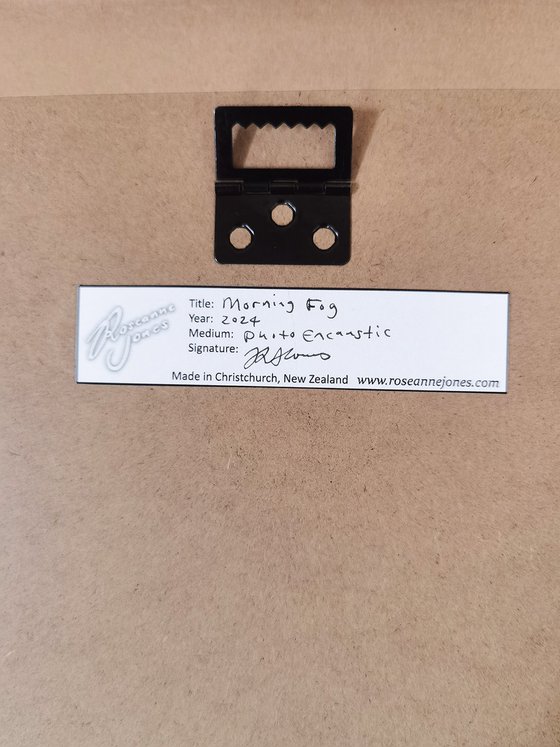 Roseanne
Jones
Title: Morning Fog
Year: 2024
Medium: Photo Encaustic
Signature:
Made in Christchurch, New Zealand www.roseannejones.com